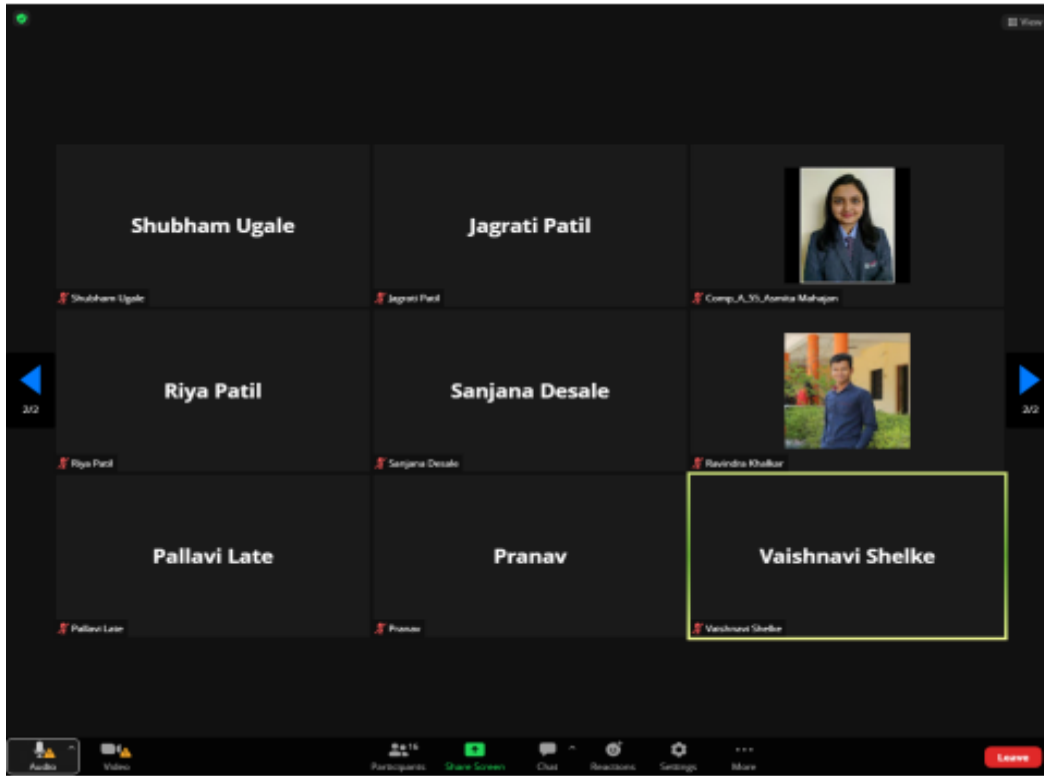 View
Shubham Ugale
Jagrati Patil
Shubham Ugale
Jagrati Patil
Comp_A_55_Asmita Mahajan
Riya Patil
Sanjana Desale
2/2
2/2
Riya Patil
Sanjana Desale
Ravindra Khalkar
Pallavi Late
Pranav
Vaishnavi Shelke
Pallavi Late
Pranav
Vaishnavi Shelke
16
Audio
Video
Participants
Share Screen
Chat
Reactions
Settings
More
Leave